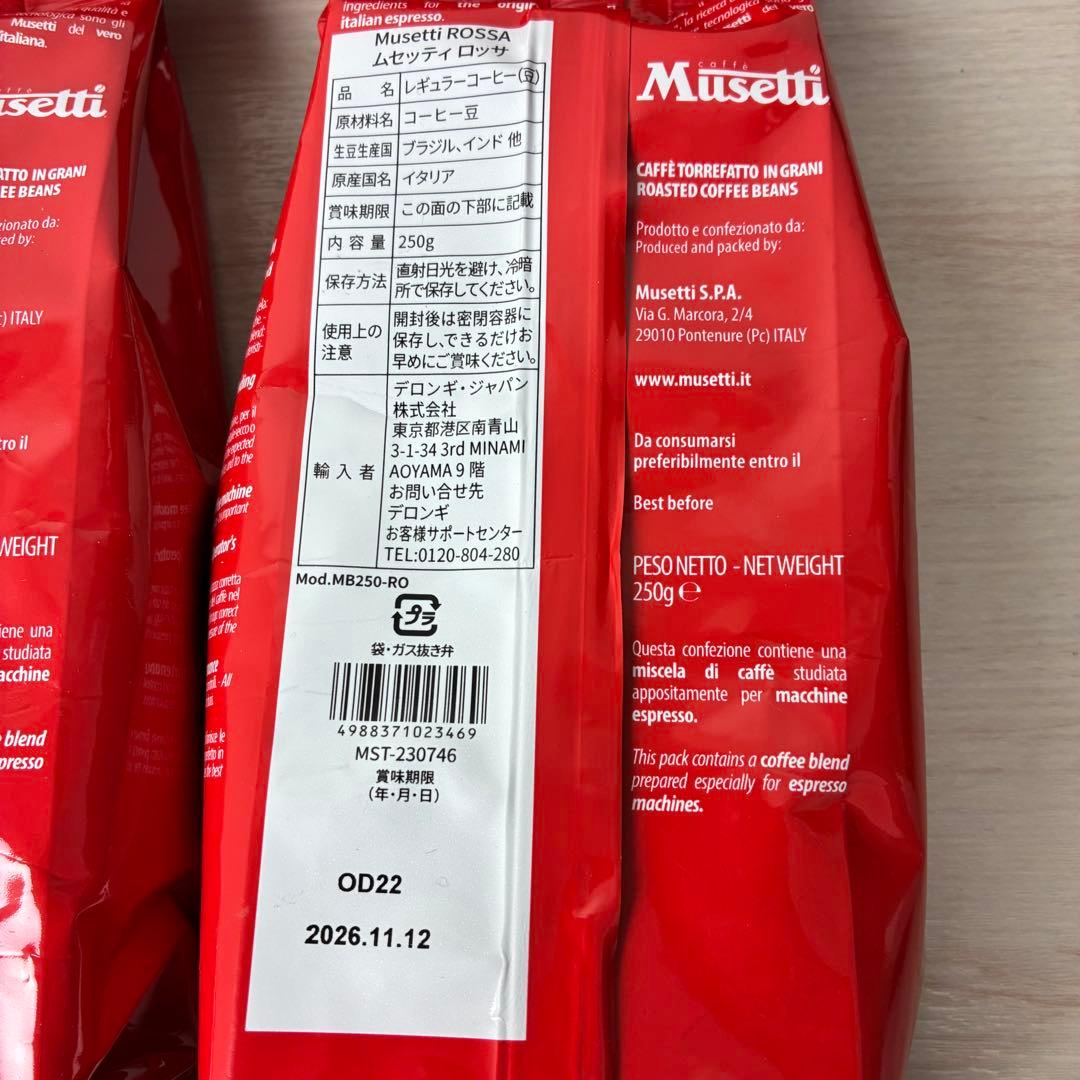 Musetti del vero
italiana.
CAFFÈ TORREFATTO IN GRANI
ingredients for the
italian espresso.
Musetti ROSSA
ムセッティ ロッサ
品 名 レギュラーコーヒー(豆)
原材料名 コーヒー豆
生豆生産国 ブラジル、インド 他
原産国名 イタリア
賞味期限 この面の下部に記載
内 容 量 250g
保存方法 直射日光を避け、冷暗
所で保存してください。
使用上の
注意
開封後は密閉容器に
保存し、できるだけお
早めにご賞味ください。
輸 入 者
デロンギ・ジャパン
株式会社
東京都港区南青山
3-1-34 3rd MINAMI
AOYAMA 9 階
お問い合せ先
デロンギ
お客様サポートセンター
TEL:0120-804-280
Mod.MB250-RO
プラ
袋・ガス抜き弁
4988371023469
MST-230746
賞味期限
(年・月・日)
OD22
2026.11.12
caffè
Musetti
CAFFÈ TORREFATTO IN GRANI
ROASTED COFFEE BEANS
Prodotto e confezionato da:
Produced and packed by:
Musetti S.P.A.
Via G. Marcora, 2/4
29010 Pontenure (Pc) ITALY
www.musetti.it
Da consumarsi
preferibilmente entro il
Best before
PESO NETTO - NET WEIGHT
250g ℮
Questa confezione contiene una
miscela di caffè studiata
appositamente per macchine
espresso.
This pack contains a coffee blend
prepared especially for espresso
machines.